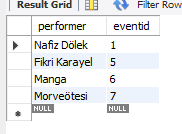 Result Grid Filter Row
performer eventid
Nafiz Dölek 1
Fikri Karayel 5
Manga 6
Morveötesi 7
NULL NULL